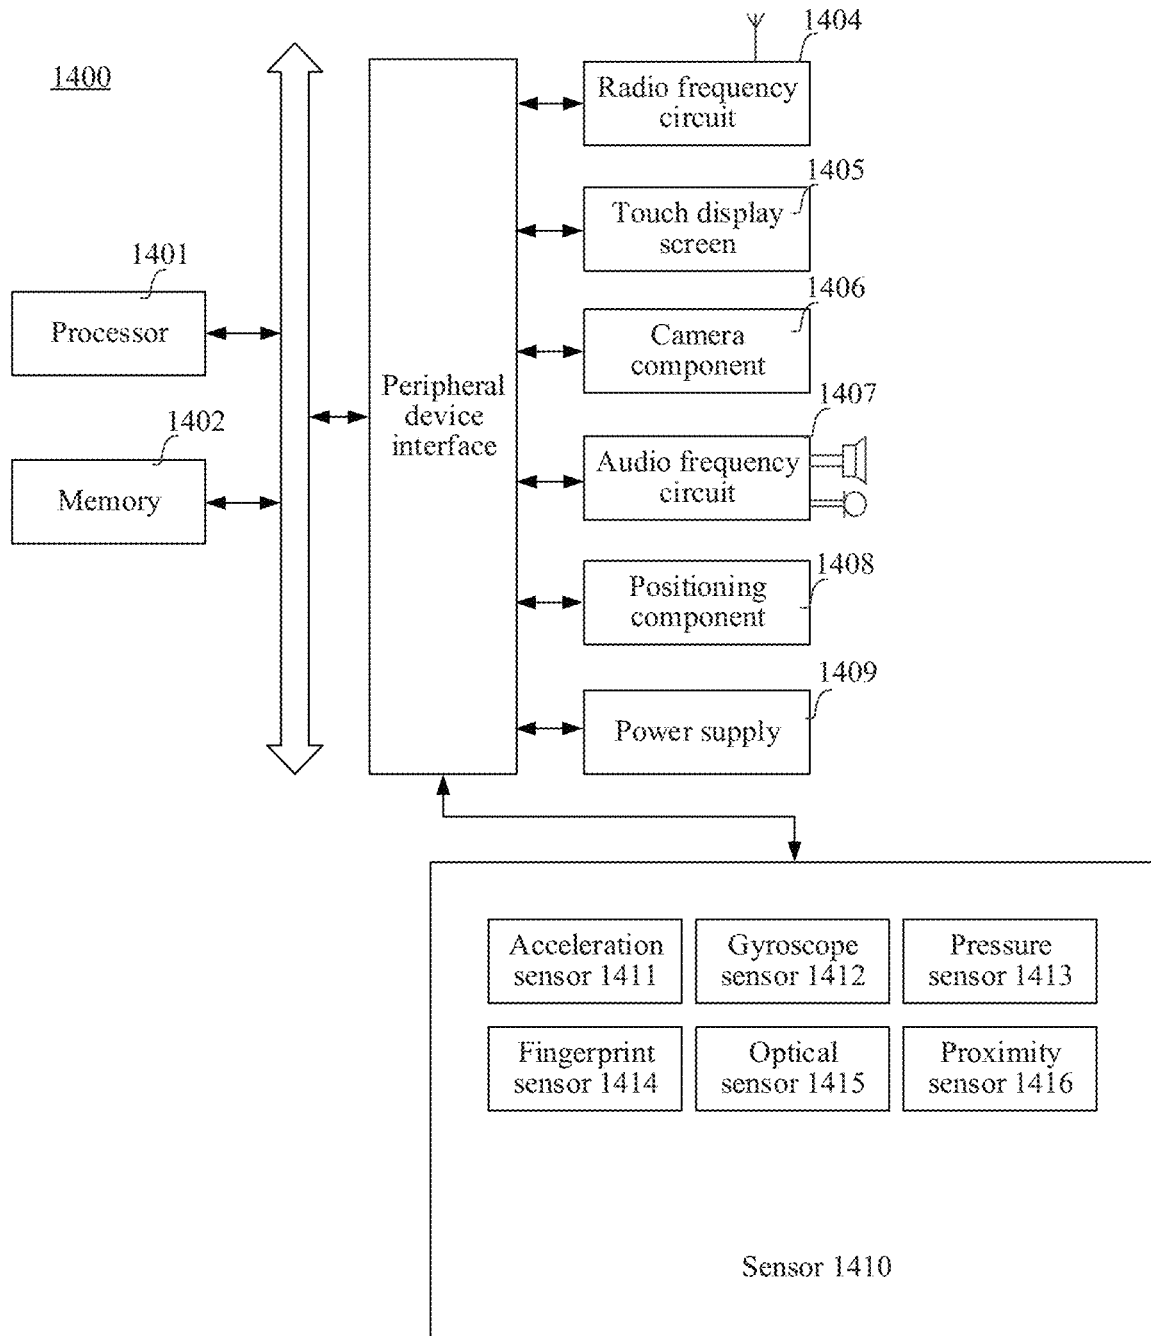 1400
1404
Radio frequency
circuit
1405
Touch display
screen
1401
Processor
1406
Camera
component
Peripheral
device
interface
1402
Memory
1407
Audio frequency
circuit
1408
Positioning
component
1409
Power supply
Acceleration
sensor 1411
Gyroscope
sensor 1412
Pressure
sensor 1413
Fingerprint
sensor 1414
Optical
sensor 1415
Proximity
sensor 1416
Sensor 1410